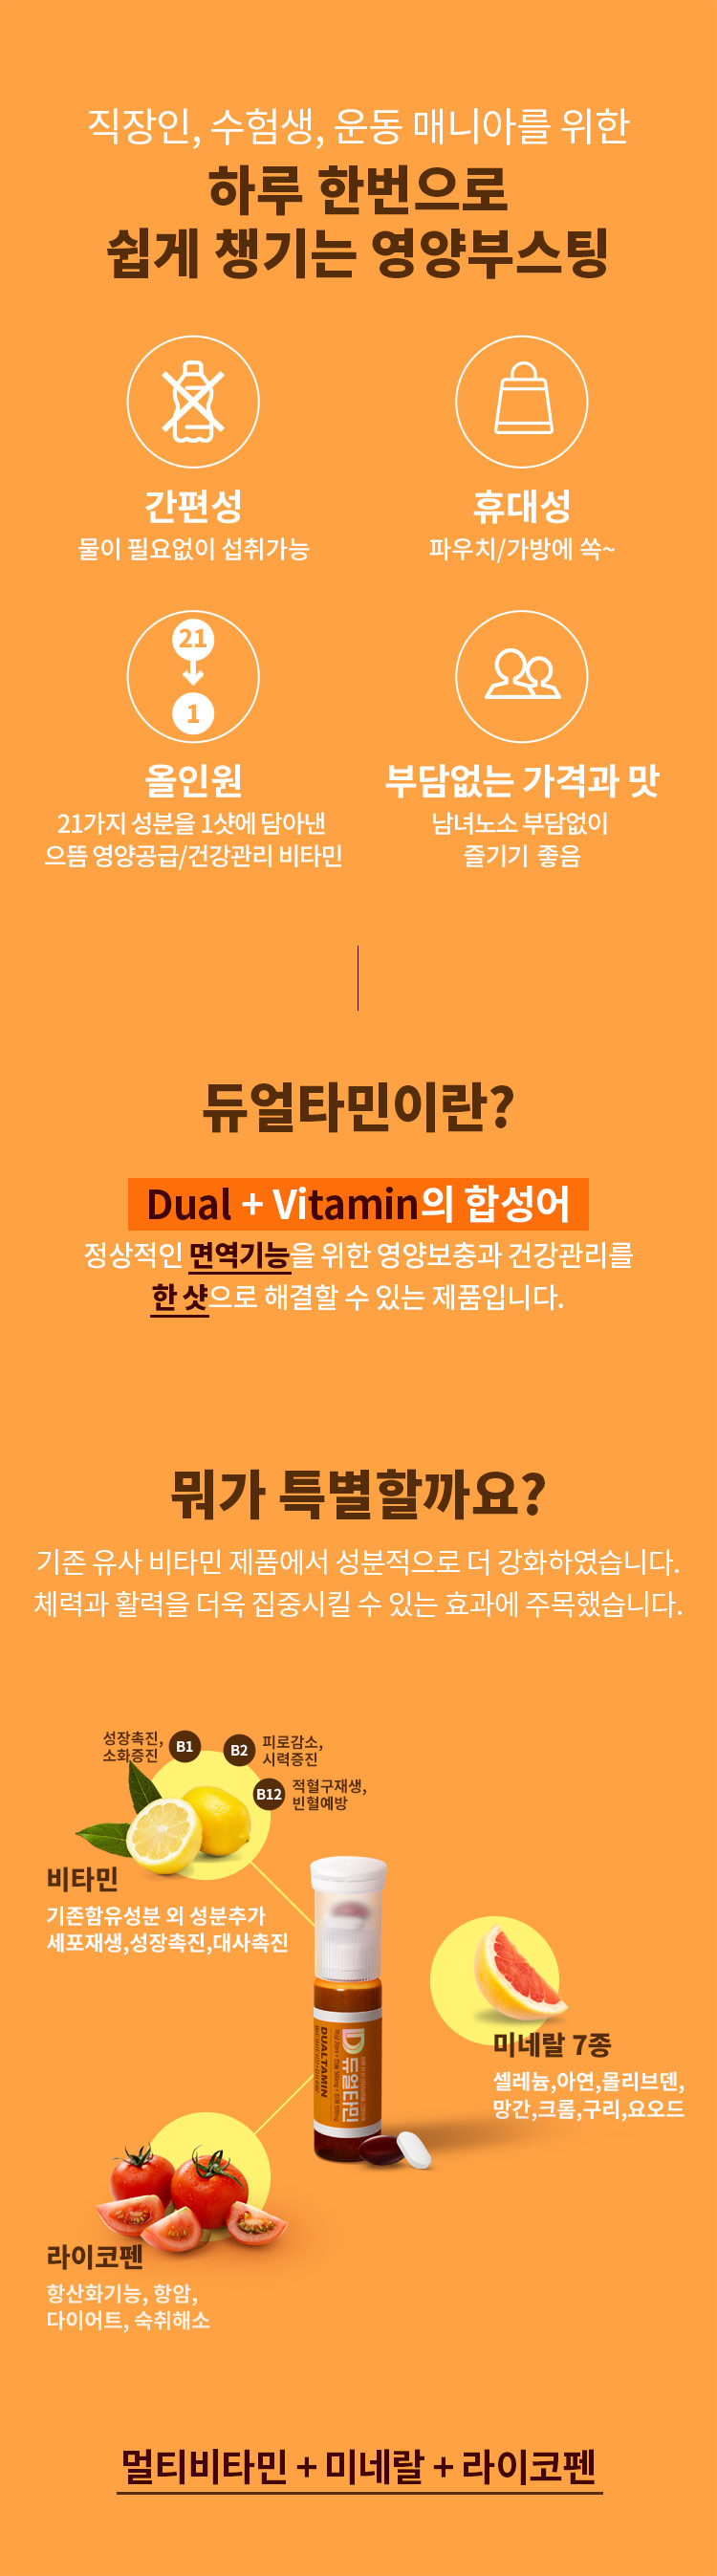 직장인, 수험생, 운동 매니아를 위한
하루 한번으로
쉽게 챙기는 영양부스팅
간편성
물이 필요없이 섭취가능
휴대성
파우치/가방에 쏙~
21
1
올인원
21가지 성분을 1샷에 담아낸
으뜸 영양공급/건강관리 비타민
부담없는 가격과 맛
남녀노소 부담없이
즐기기 좋음
듀얼타민이란?
Dual + Vitamin의 합성어
정상적인 면역기능을 위한 영양보충과 건강관리를
한 샷으로 해결할 수 있는 제품입니다.
뭐가 특별할까요?
기존 유사 비타민 제품에서 성분적으로 더 강화하였습니다.
체력과 활력을 더욱 집중시킬 수 있는 효과에 주목했습니다.
성장촉진,
소화증진
B1
B2
피로감소,
시력증진
B12
적혈구재생,
빈혈예방
비타민
기존함유성분 외 성분추가
세포재생,성장촉진,대사촉진
듀얼타민
DUALTAMIN
미네랄 7종
셀레늄,아연,몰리브덴,
망간,크롬,구리,요오드
라이코펜
항산화기능, 항암,
다이어트, 숙취해소
멀티비타민 + 미네랄 + 라이코펜